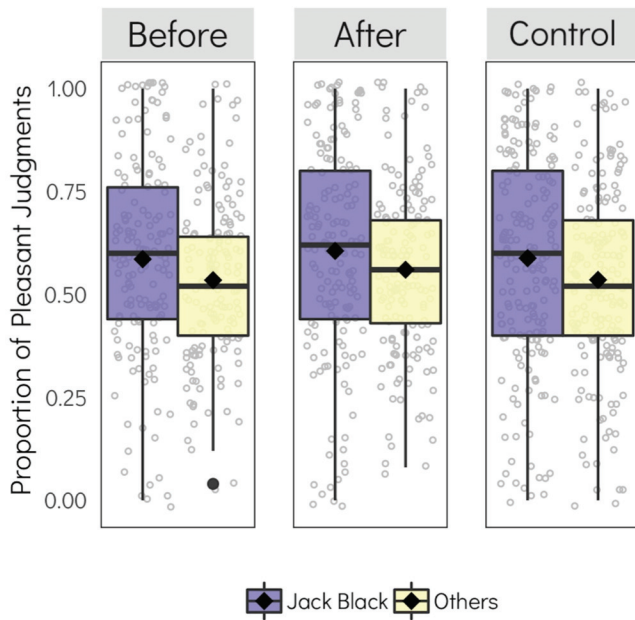 Before After Control
Proportion of Pleasant Judgments
1.00
0.75
0.50
0.25
0.00
Jack Black Others